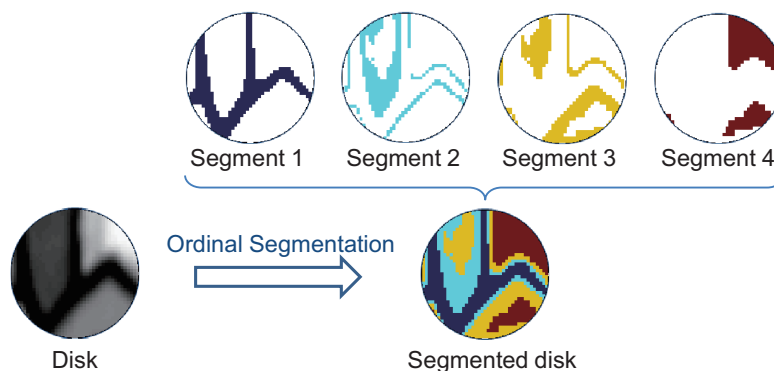 Segment 1 Segment 2 Segment 3 Segment 4
Ordinal Segmentation
Disk Segmented disk